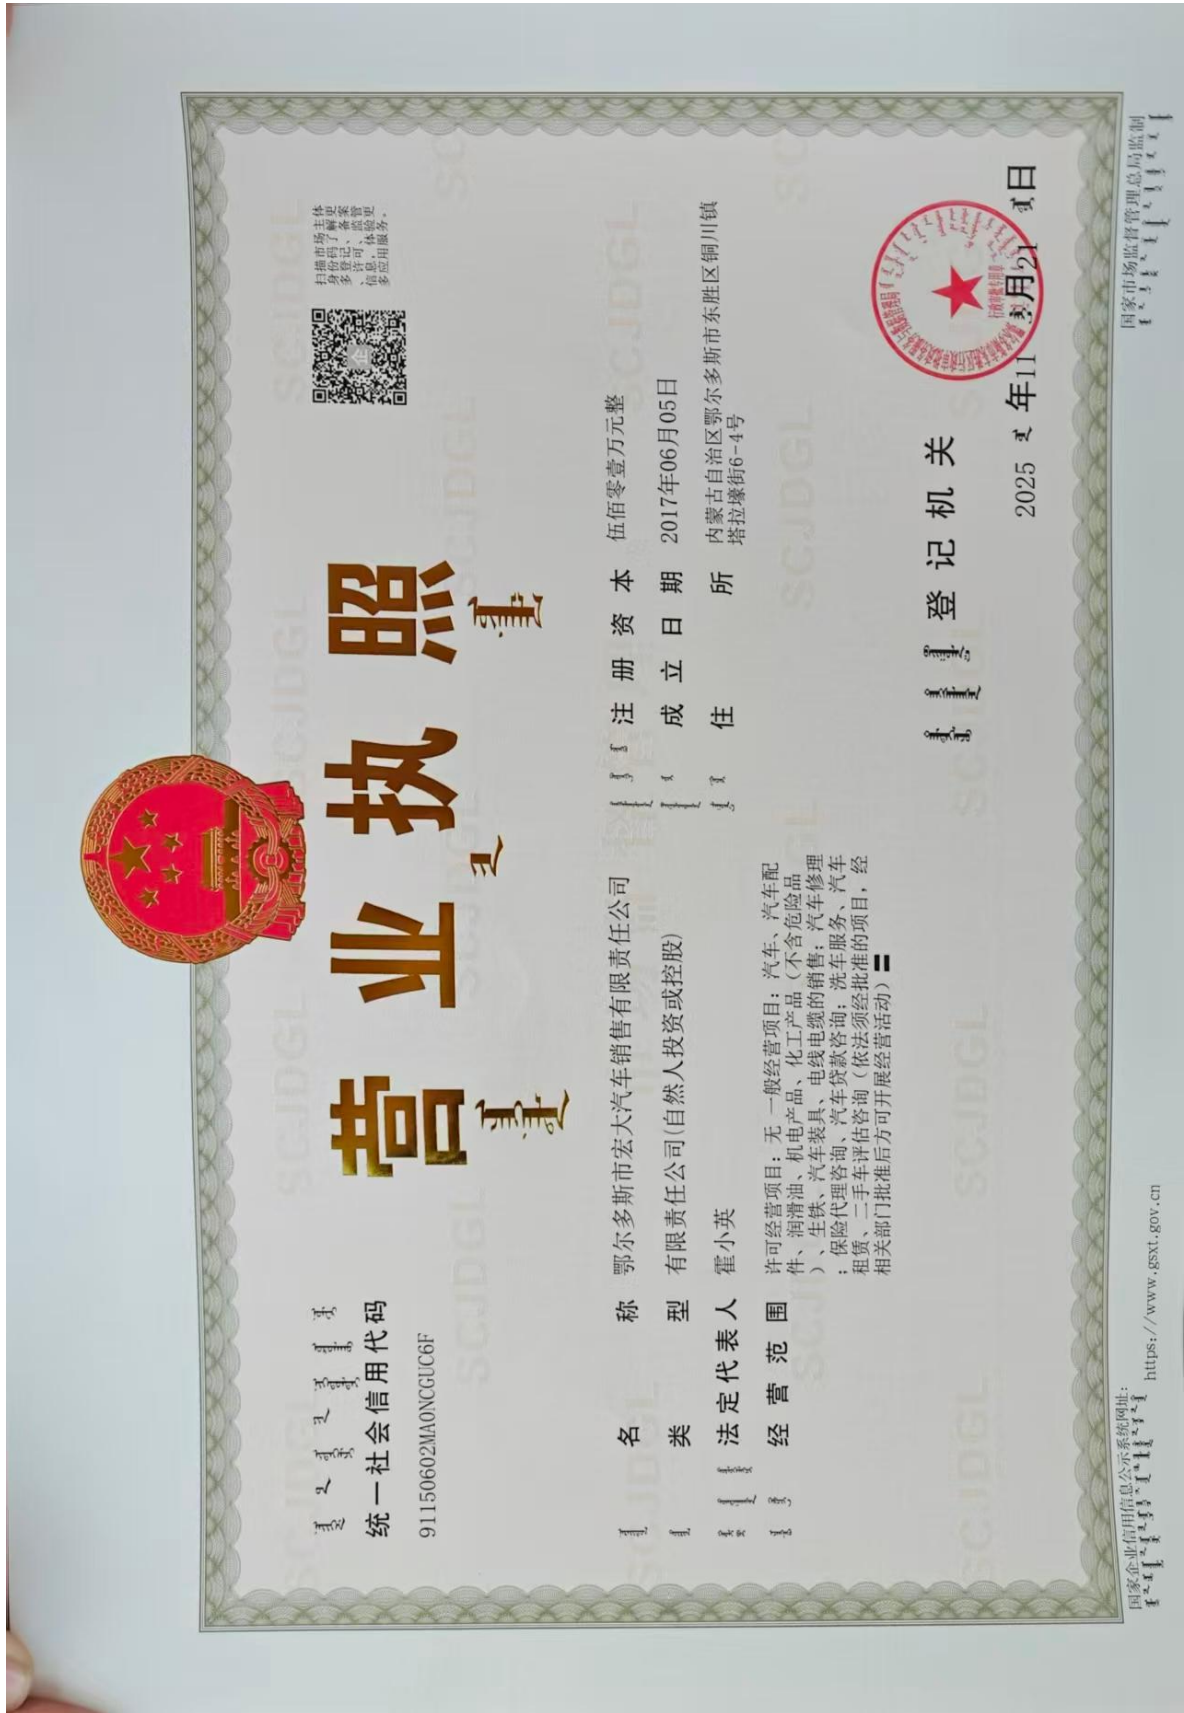 营业执照
统一社会信用代码
91150602MA0NCGUC6F
扫描市场主体
身份码了解更
多登记、备案
、许可、监管
信息，体验更
多应用服务。
名称 鄂尔多斯市宏大汽车销售有限责任公司
类型 有限责任公司(自然人投资或控股)
法定代表人 霍小英
经营范围 许可经营项目：无 一般经营项目：汽车、汽车配
件、润滑油、机电产品、化工产品（不含危险品
）、生铁、汽车装具、电线电缆的销售；汽车修理
；保险代理咨询、汽车贷款咨询；洗车服务、汽车
租赁、二手车评估咨询（依法须经批准的项目，经
相关部门批准后方可开展经营活动）
注册资本 伍佰零壹万元整
成立日期 2017年06月05日
住所 内蒙古自治区鄂尔多斯市东胜区铜川镇
塔拉壕街6-4号
登记机关
行政审批专用章
2025 年 11 月 21 日
国家企业信用信息公示系统网址：
https://www.gsxt.gov.cn
国家市场监督管理总局监制